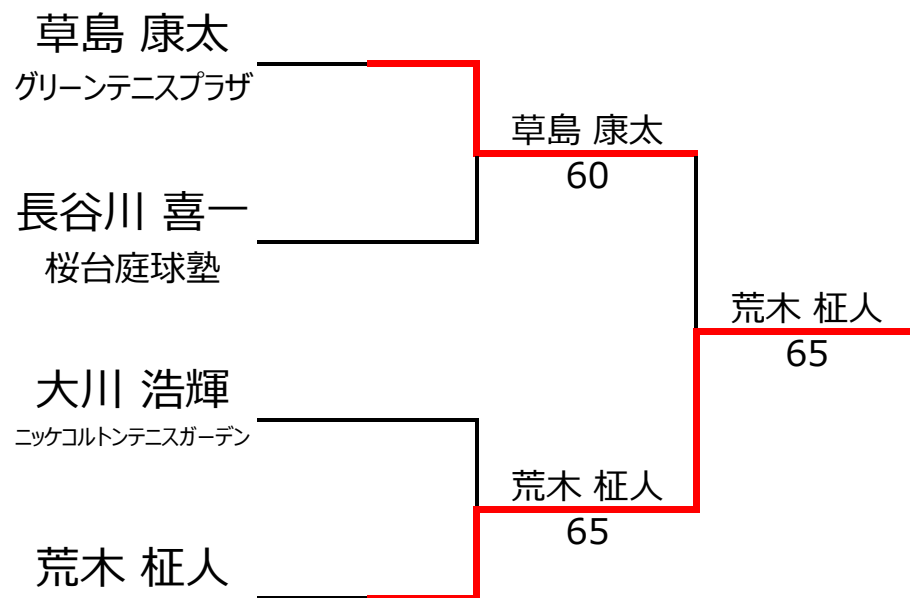 草島 康太
グリーンテニスプラザ
草島 康太
60
長谷川 喜一
桜台庭球塾
荒木 柾人
65
大川 浩輝
ニッケコルトンテニスガーデン
荒木 柾人
65
荒木 柾人